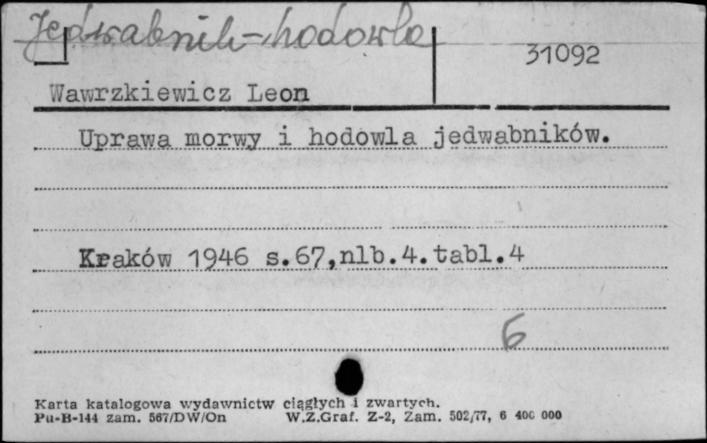 Jedwabnik-hodowla
31092
Wawrzkiewicz Leon
Uprawa morwy i hodowla jedwabników.
Kraków 1946 s.67,nlb.4.tabl.4
6
Karta katalogowa wydawnictw ciągłych i zwartych.
Pu-B-144 zam. 567/DW/On W.Z.Graf. Z-2, Zam. 502/77, 6 400 000